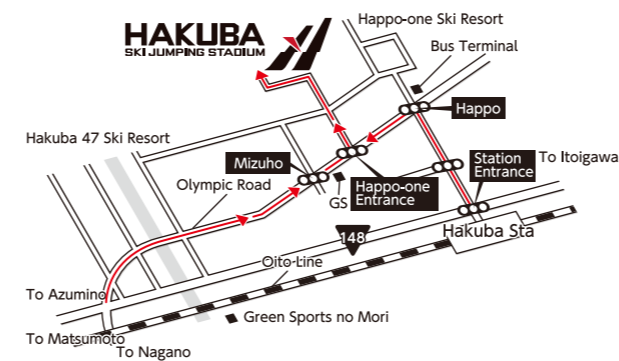 HAKUBA
SKI JUMPING STADIUM
Happo-one Ski Resort
Bus Terminal
Happo
Hakuba 47 Ski Resort
Mizuho
Olympic Road
GS
Happo-one
Entrance
Station
Entrance
To Itoigawa
148
Hakuba Sta
Oito-Line
To Azumino
Green Sports no Mori
To Matsumoto
To Nagano